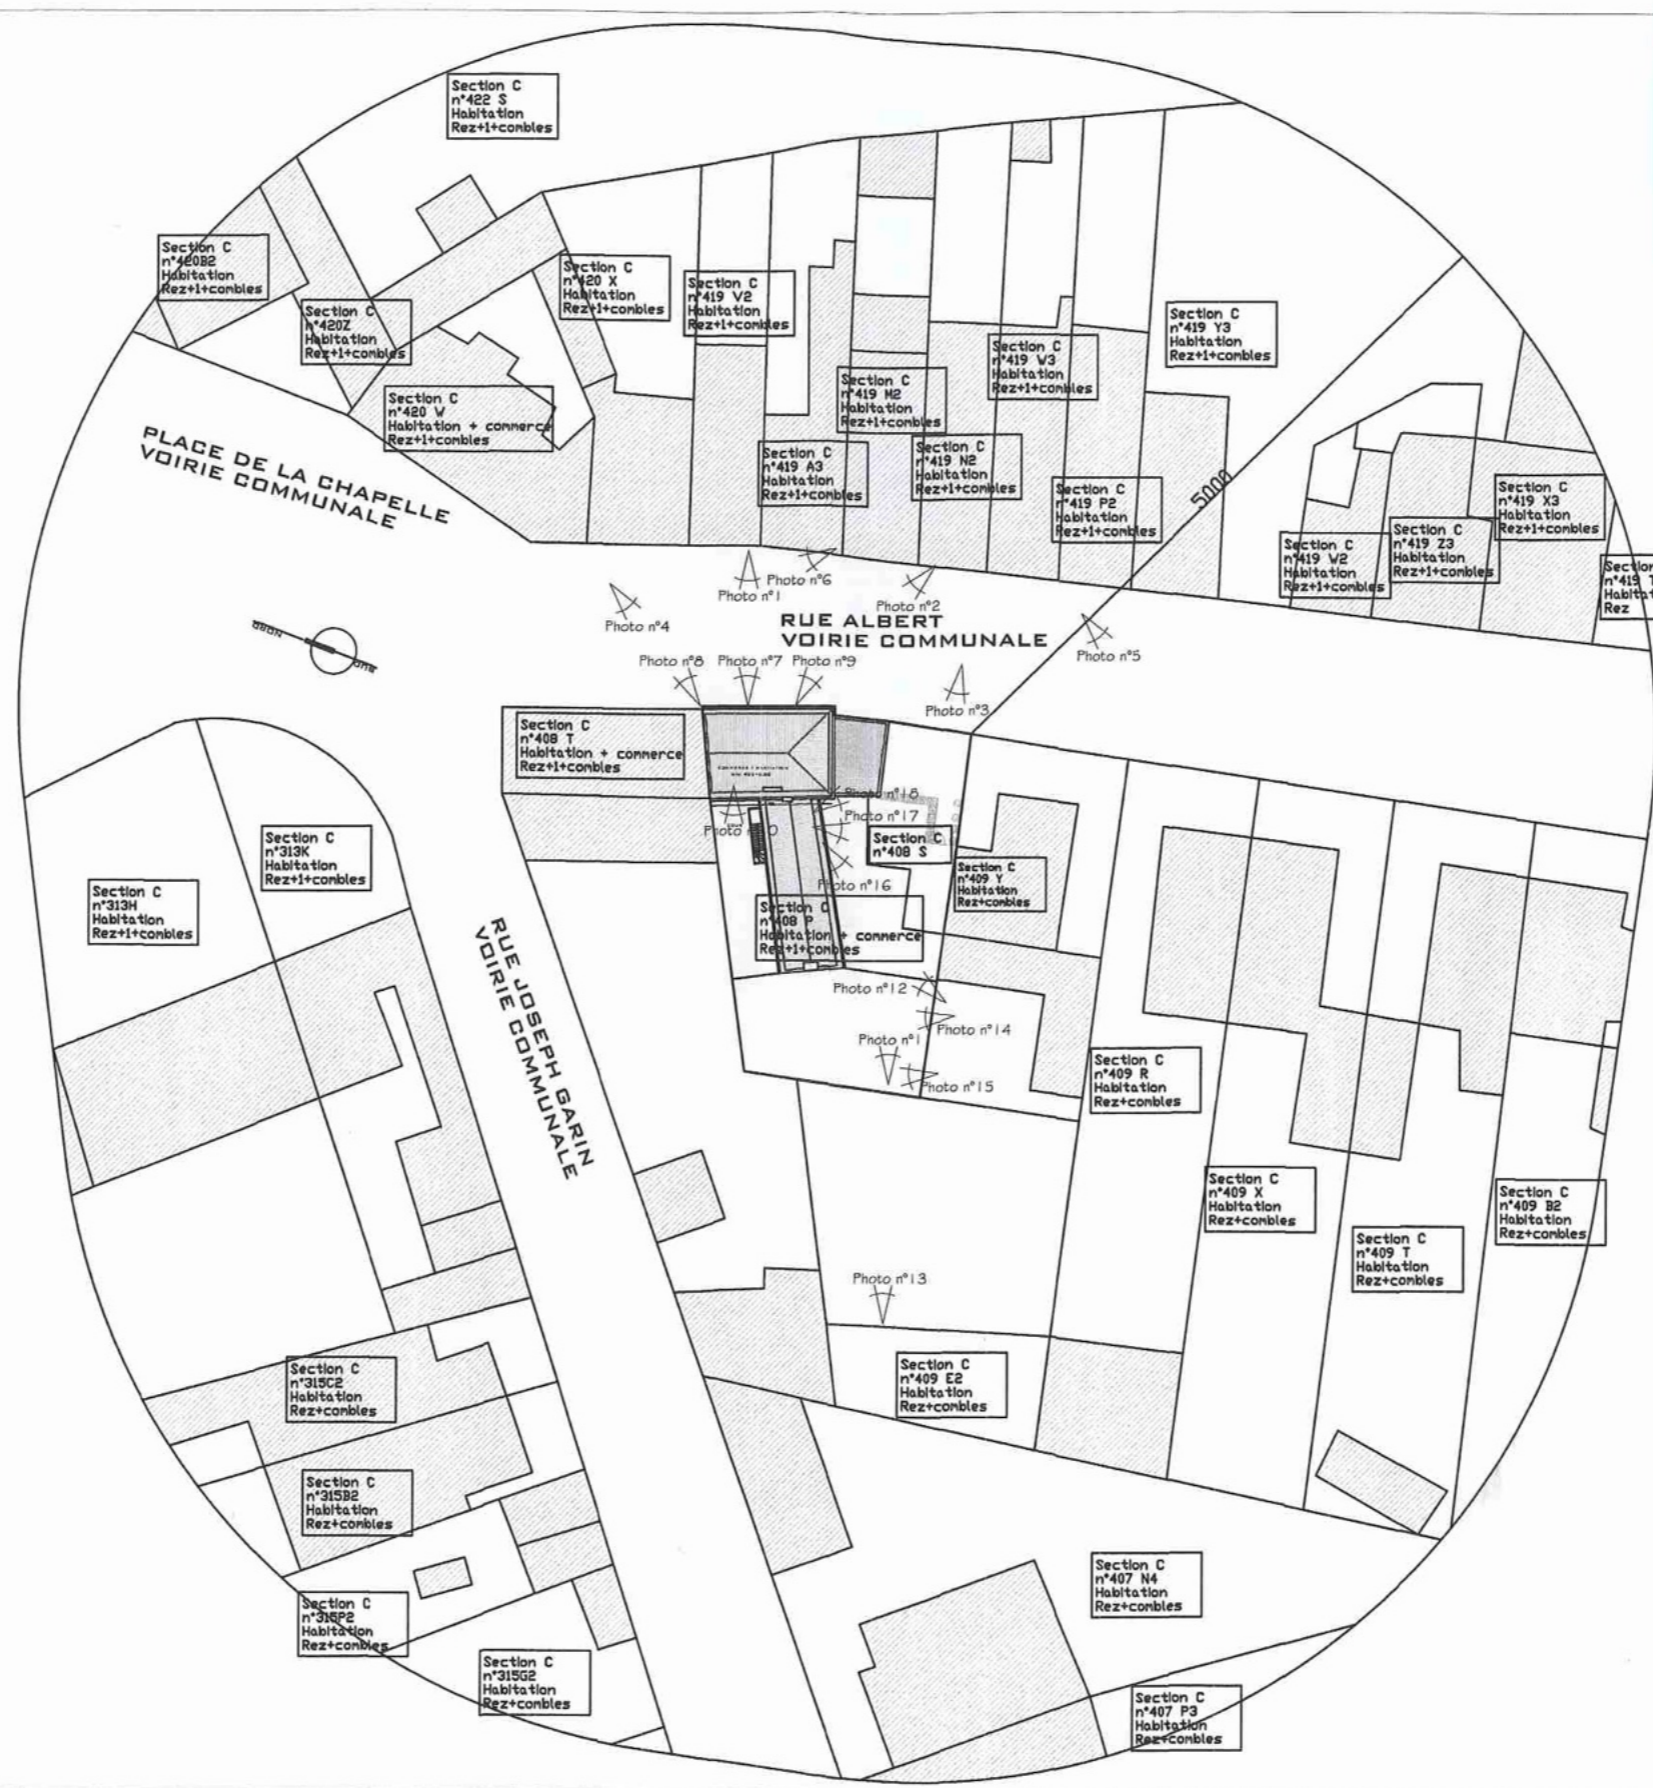 Section C
n°422 S
Habitation
Rez+1+combles
Section C
n°420B2
Habitation
Rez+1+combles
Section C
n°420Z
Habitation
Rez+1+combles
Section C
n°420 X
Habitation
Rez+1+combles
Section C
n°419 V2
Habitation
Rez+1+combles
Section C
n°420 W
Habitation + commerce
Rez+1+combles
Section C
n°419 A3
Habitation
Rez+1+combles
Section C
n°419 M2
Habitation
Rez+1+combles
Section C
n°419 N2
Habitation
Rez+1+combles
Section C
n°419 W3
Habitation
Rez+1+combles
Section C
n°419 P2
Habitation
Rez+1+combles
Section C
n°419 Y3
Habitation
Rez+1+combles
5000
Section C
n°419 W2
Habitation
Rez+1+combles
Section C
n°419 Z3
Habitation
Rez+1+combles
Section C
n°419 X3
Habitation
Rez+1+combles
Section
n°419
Habitat
Rez
PLACE DE LA CHAPELLE
VOIRIE COMMUNALE
NORD
SUD
Photo n°4
Photo n°1
Photo n°6
Photo n°2
RUE ALBERT
VOIRIE COMMUNALE
Photo n°5
Photo n°8
Photo n°7
Photo n°9
Photo n°3
Section C
n°408 T
Habitation + commerce
Rez+1+combles
Photo n°18
Photo n°17
Photo
Photo n°16
Section C
n°408 S
Section C
n°408 P
Habitation + commerce
Rez+1+combles
Section C
n°409 Y
Habitation
Rez+combles
Photo n°12
Photo n°14
Photo n°1
Photo n°15
Section C
n°313K
Habitation
Rez+1+combles
Section C
n°313H
Habitation
Rez+1+combles
RUE JOSEPH GARIN
VOIRIE COMMUNALE
Section C
n°409 R
Habitation
Rez+combles
Section C
n°409 X
Habitation
Rez+combles
Section C
n°409 T
Habitation
Rez+combles
Section C
n°409 B2
Habitation
Rez+combles
Photo n°13
Section C
n°409 E2
Habitation
Rez+combles
Section C
n°315C2
Habitation
Rez+combles
Section C
n°315B2
Habitation
Rez+combles
Section C
n°315P2
Habitation
Rez+combles
Section C
n°315G2
Habitation
Rez+combles
Section C
n°407 N4
Habitation
Rez+combles
Section C
n°407 P3
Habitation
Rez+combles